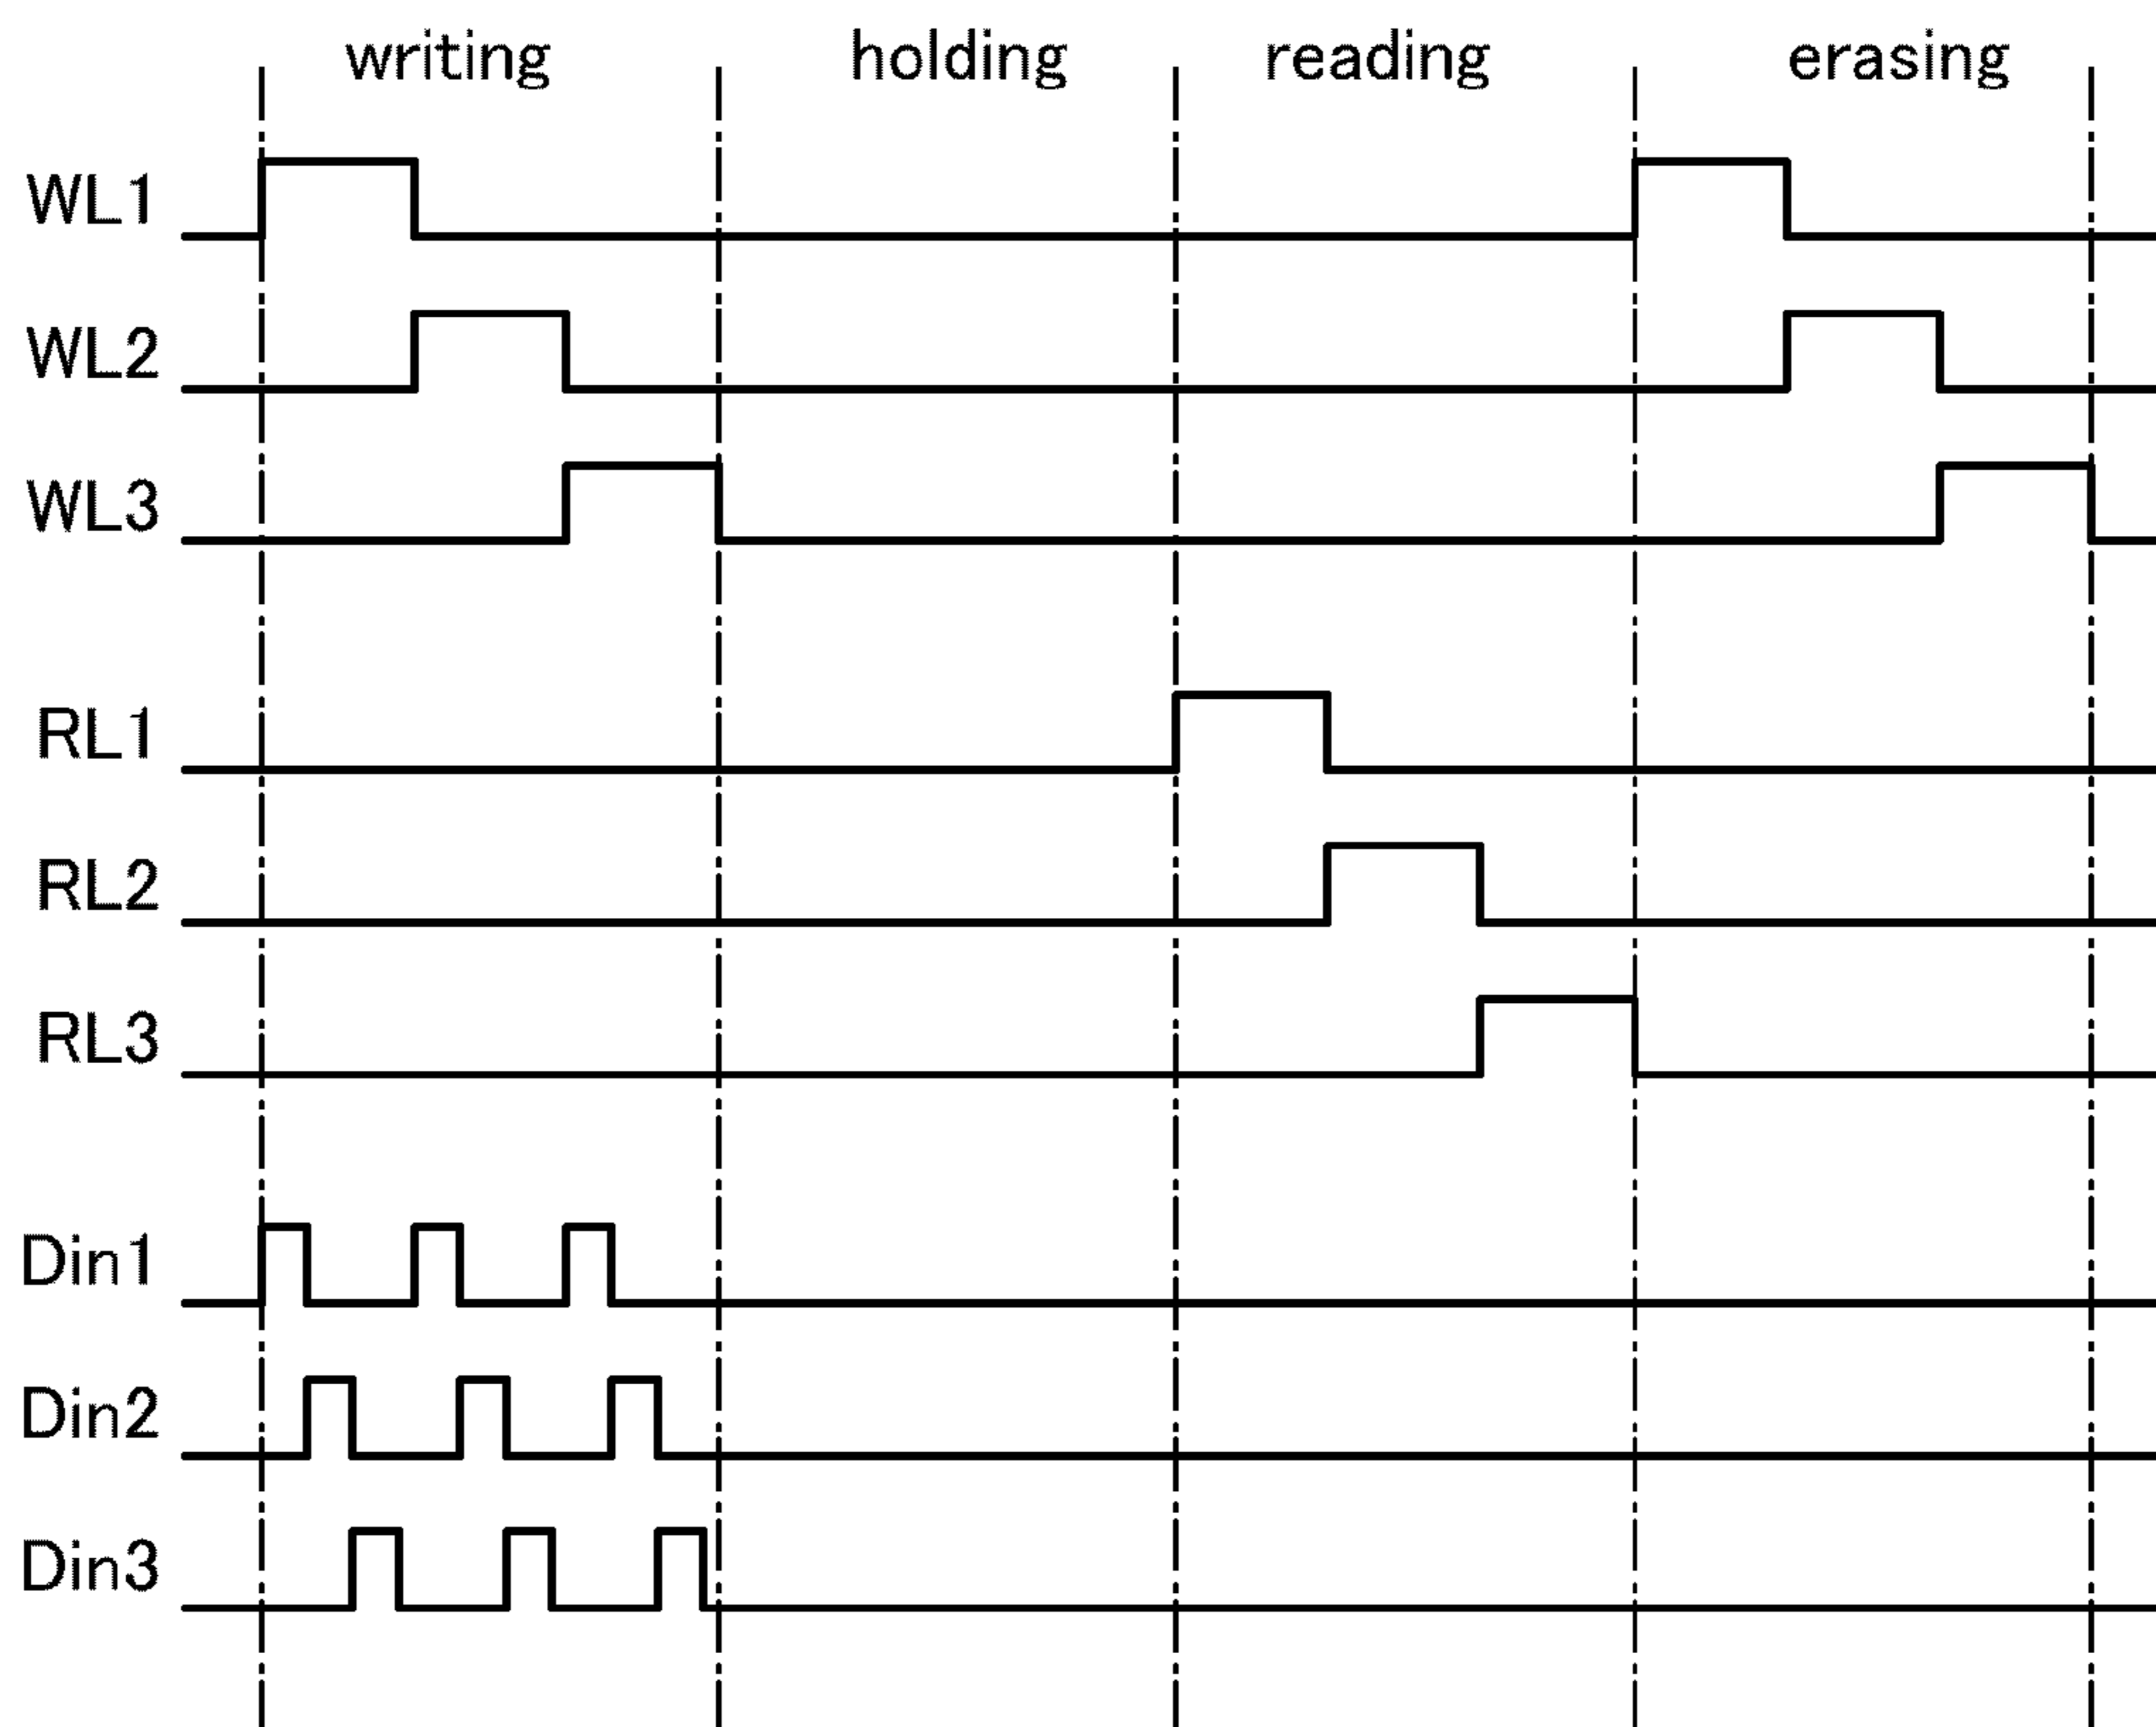 writing holding reading erasing
WL1
WL2
WL3
RL1
RL2
RL3
Din1
Din2
Din3